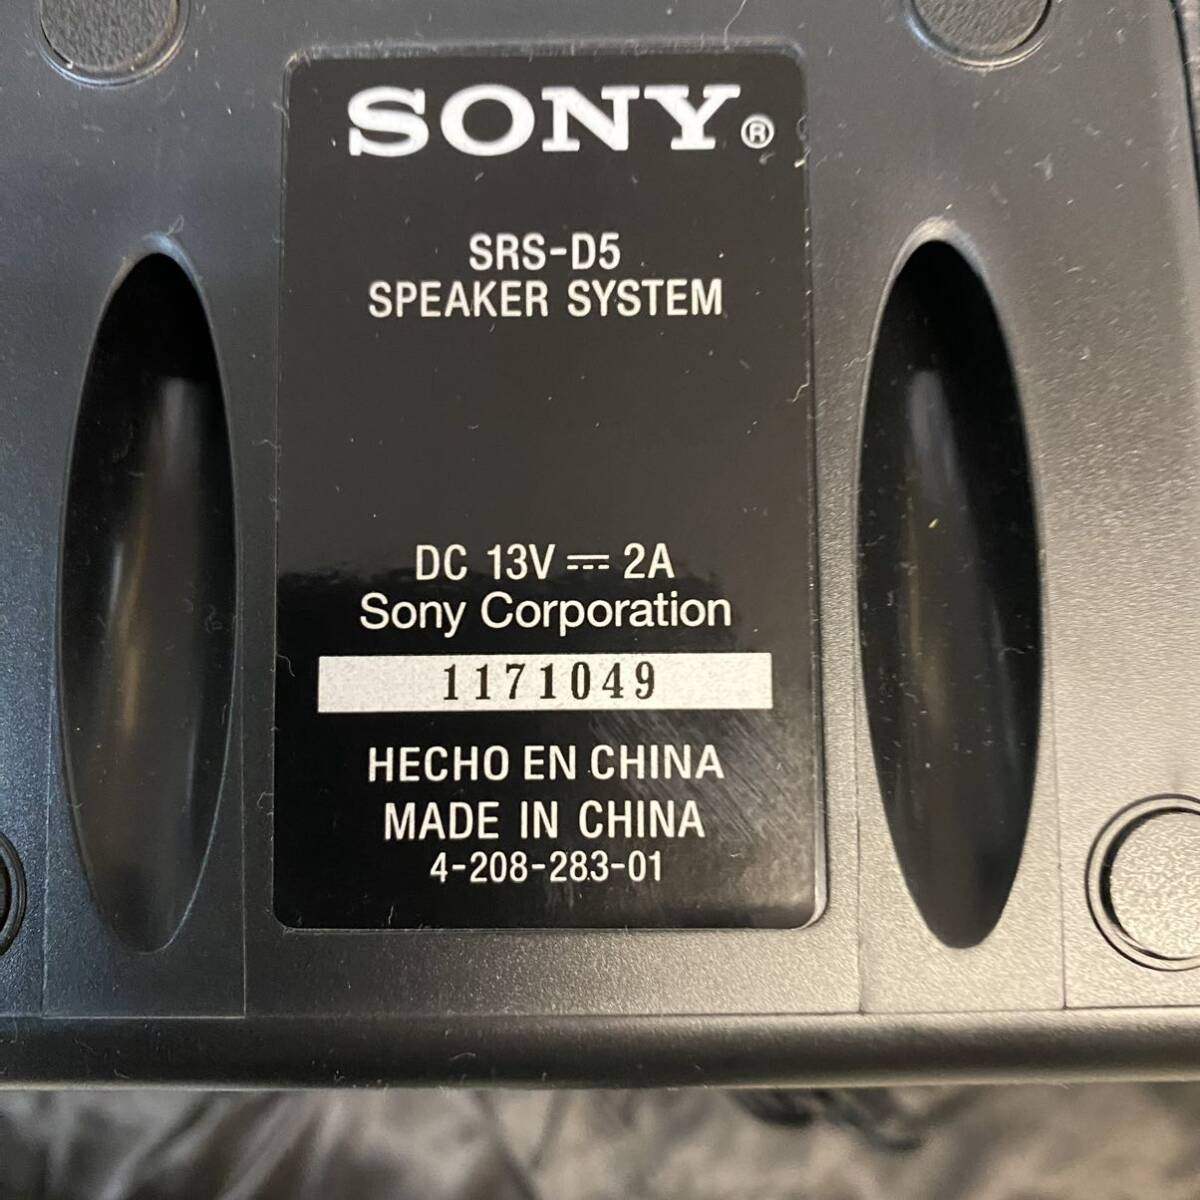 SONY®
SRS-D5
SPEAKER SYSTEM
DC 13V ⎓ 2A
Sony Corporation
1171049
HECHO EN CHINA
MADE IN CHINA
4-208-283-01